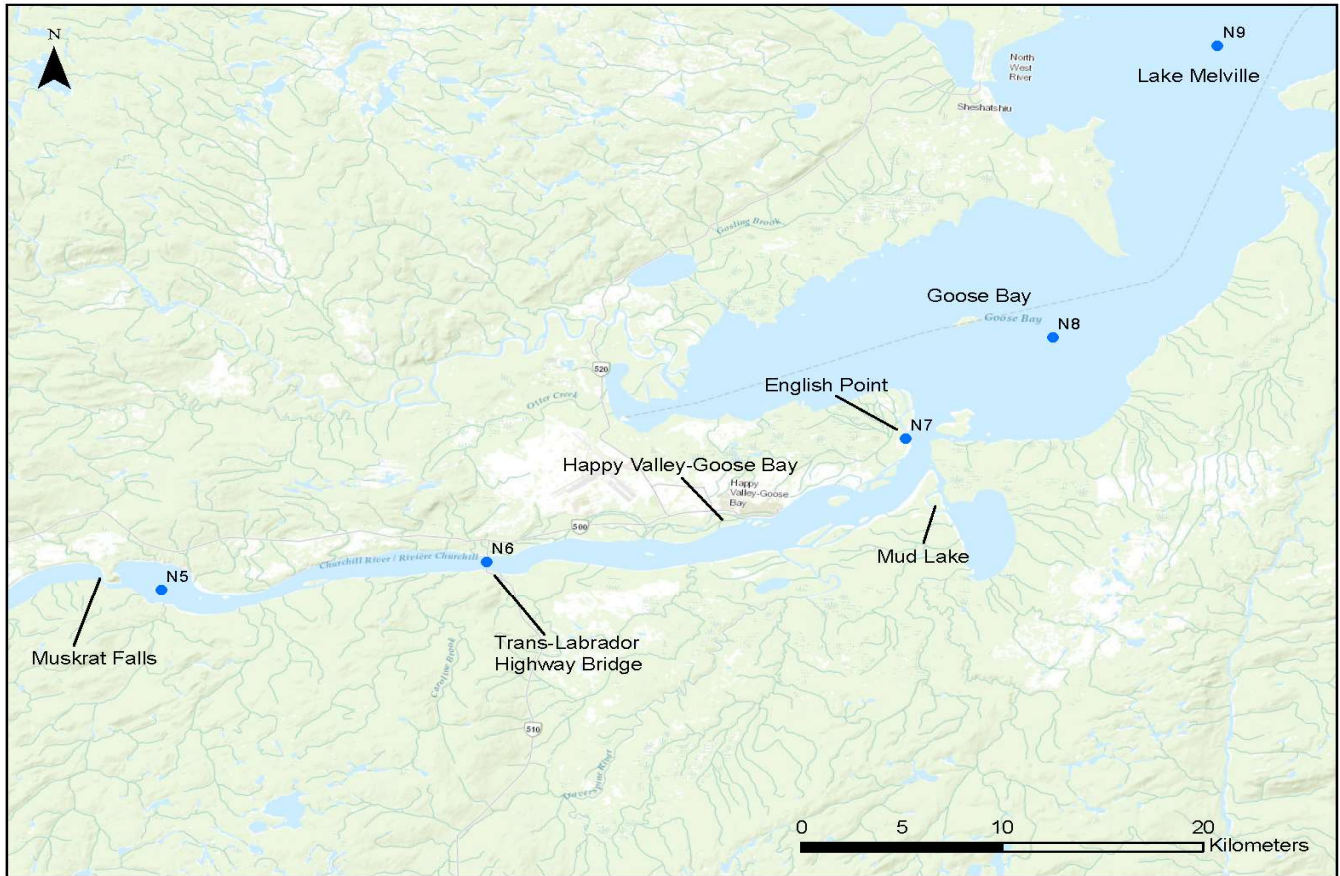 N
N9
North
West
River
Lake Melville
Sheshatshiu
Gosling Brook
Goose Bay
Goose Bay
N8
520
English Point
N7
Otter Creek
Happy Valley-Goose Bay
Happy
Valley-Goose
Bay
500
Mud Lake
Churchill River / Rivière Churchill
N6
N5
Muskrat Falls
Trans-Labrador
Highway Bridge
Caroline Brook
510
0
5
10
20
Kilometers